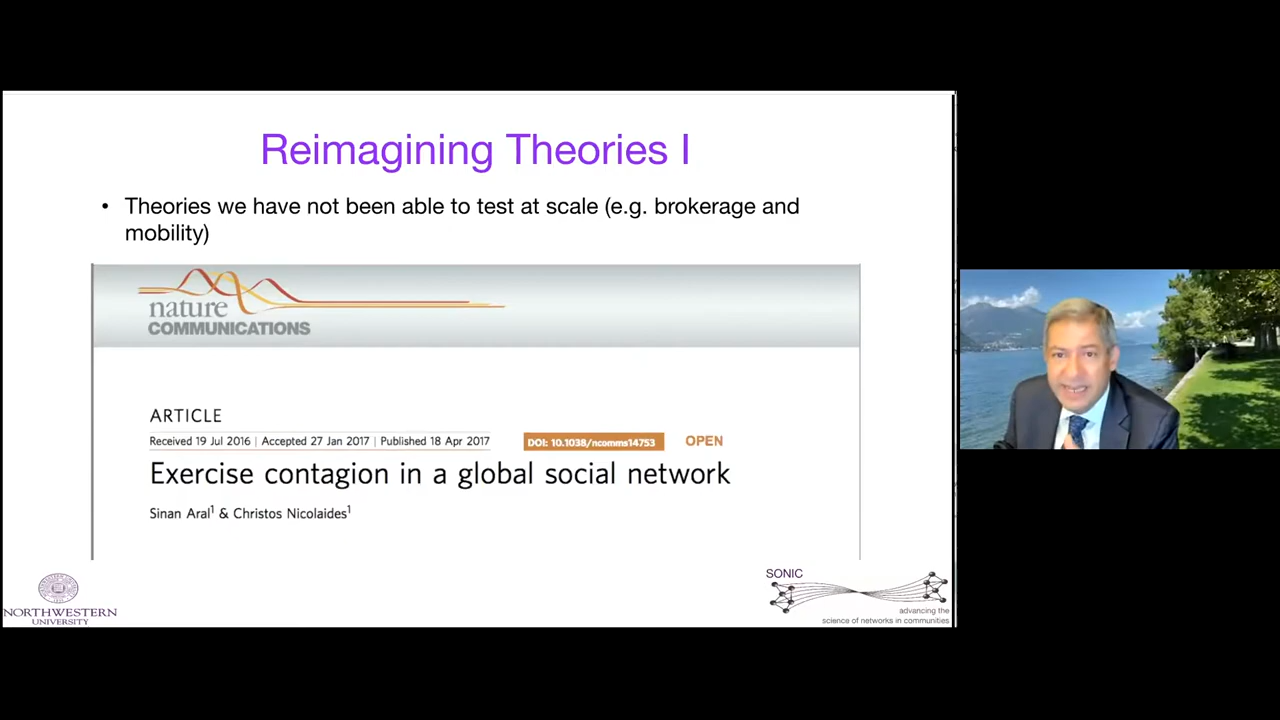 Reimagining Theories I
• Theories we have not been able to test at scale (e.g. brokerage and
mobility)
nature
COMMUNICATIONS
ARTICLE
Received 19 Jul 2016 | Accepted 27 Jan 2017 | Published 18 Apr 2017
DOI: 10.1038/ncomms14753
OPEN
Exercise contagion in a global social network
Sinan Aral¹ & Christos Nicolaides¹
NORTHWESTERN
UNIVERSITY
SONIC
advancing the
science of networks in communities